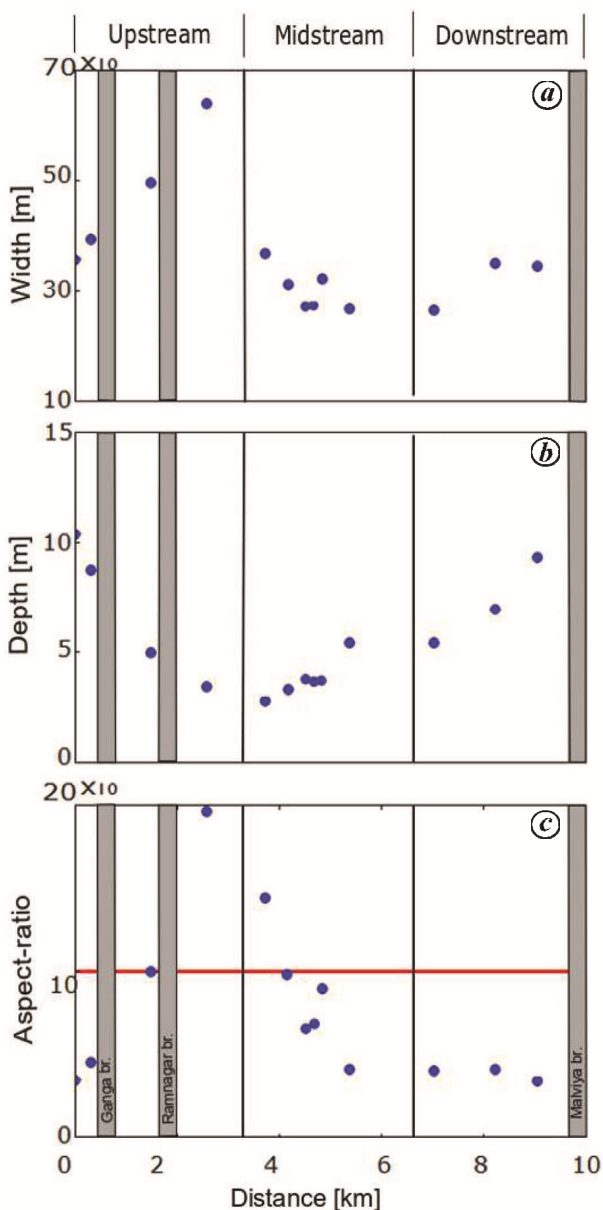 Upstream Midstream Downstream
70×10
a
50
30
10
Width [m]
15
b
10
5
0
Depth [m]
20×10
c
10
0
Aspect-ratio
Ganga br.
Ramnagar br.
Malviya br.
0 2 4 6 8 10
Distance [km]